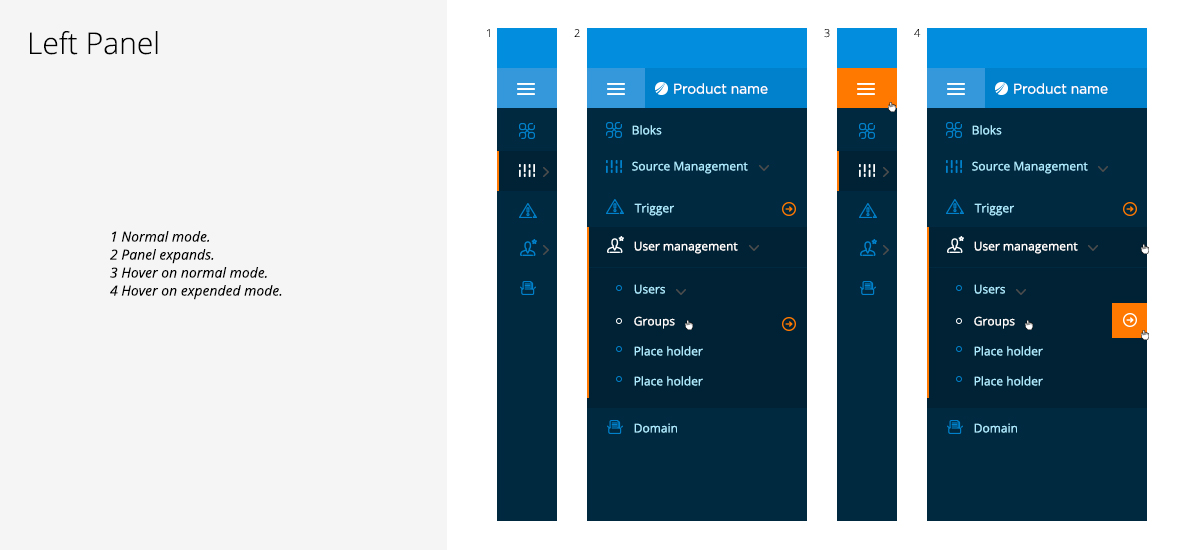 Left Panel
1 Normal mode.
2 Panel expands.
3 Hover on normal mode.
4 Hover on expended mode.
1
2
Product name
Bloks
Source Management
Trigger
User management
Users
Groups
Place holder
Place holder
Domain
3
4
Product name
Bloks
Source Management
Trigger
User management
Users
Groups
Place holder
Place holder
Domain